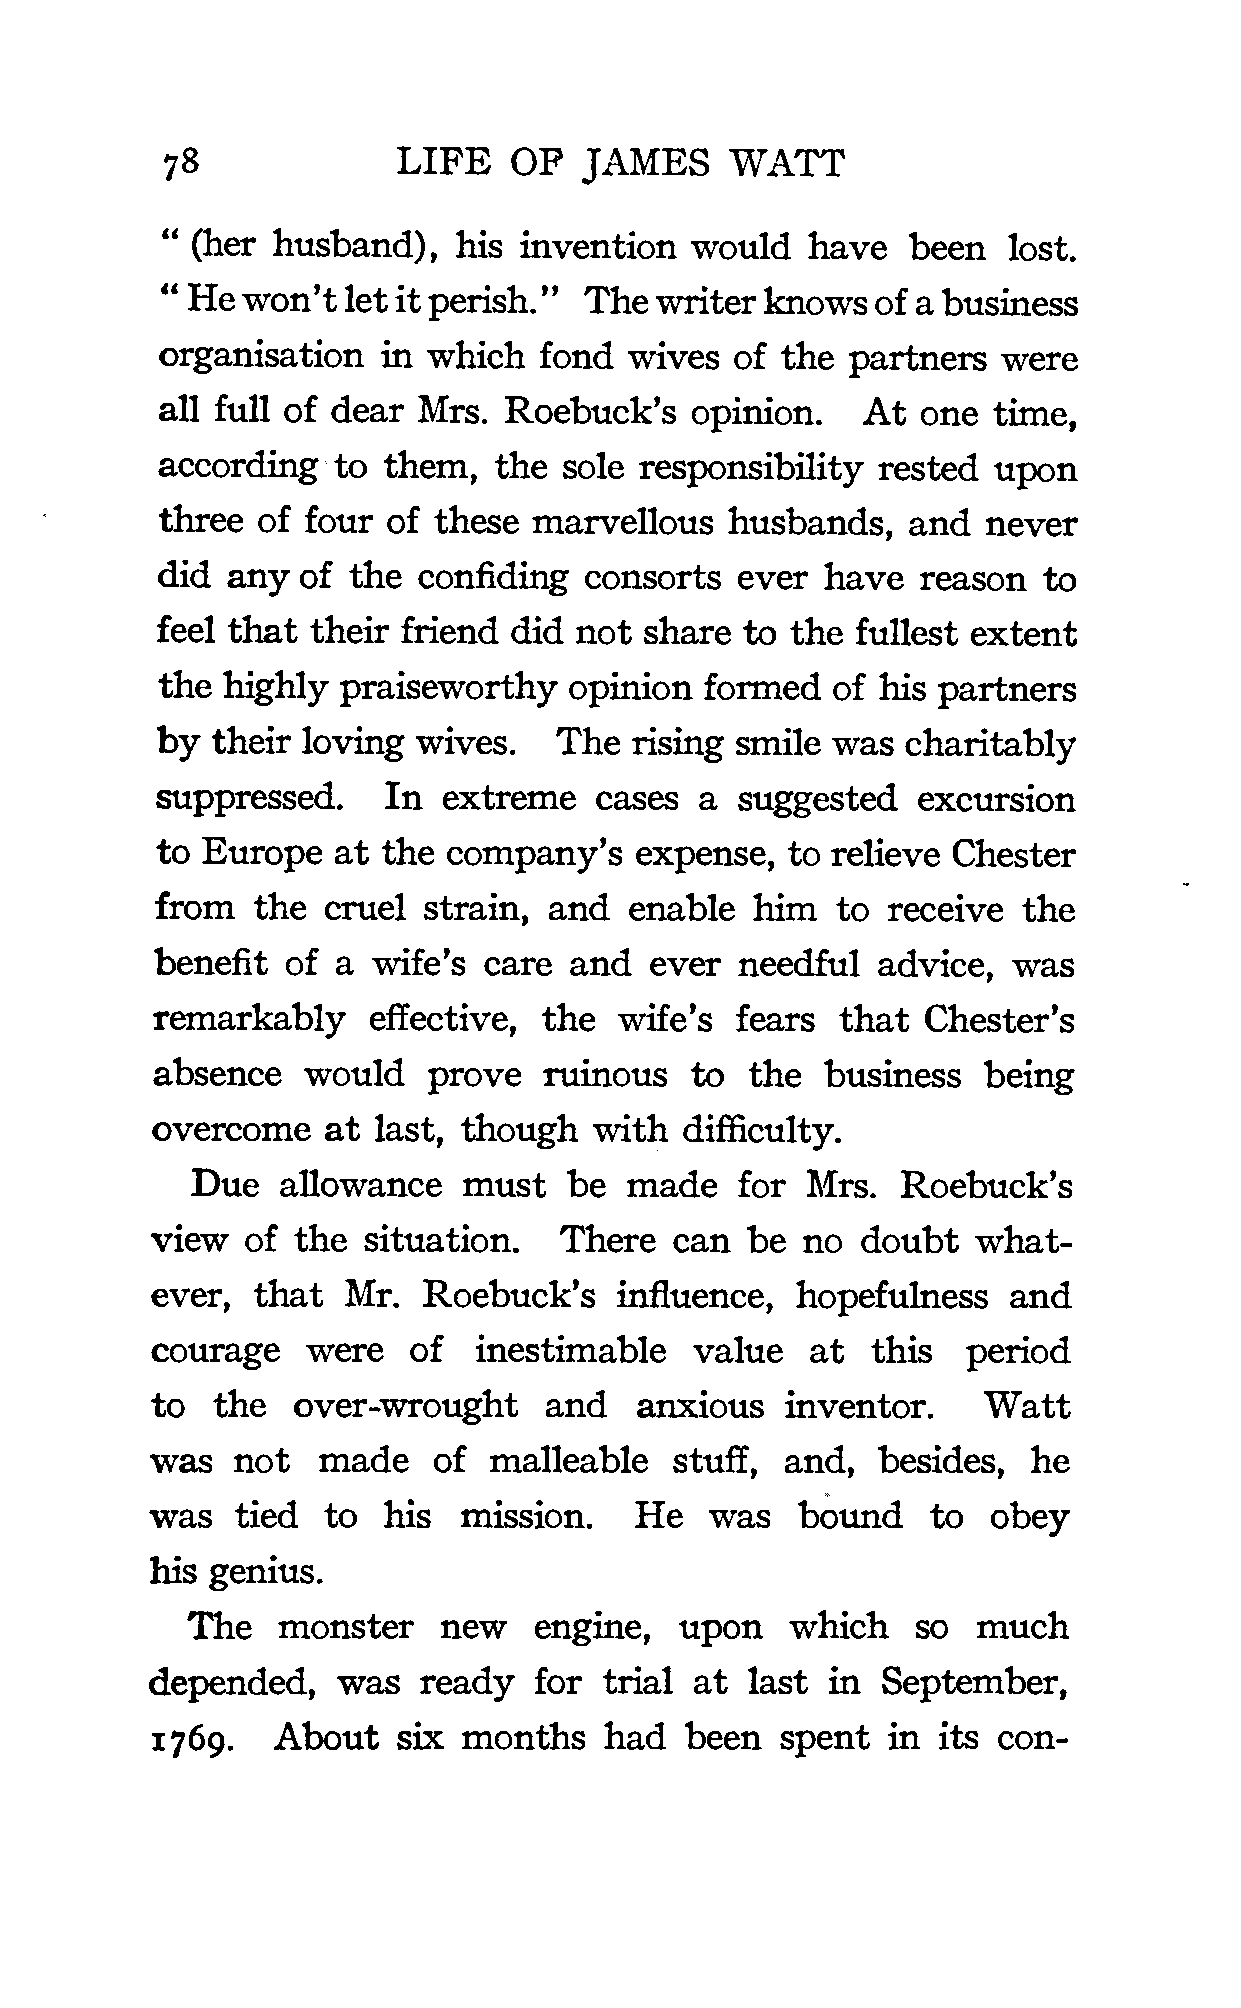 78 LIFE OF JAMES WATT
“ (her husband), his invention would have been lost.
“ He won’t let it perish.” The writer knows of a business
organisation in which fond wives of the partners were
all full of dear Mrs. Roebuck’s opinion. At one time,
according to them, the sole responsibility rested upon
three of four of these marvellous husbands, and never
did any of the confiding consorts ever have reason to
feel that their friend did not share to the fullest extent
the highly praiseworthy opinion formed of his partners
by their loving wives. The rising smile was charitably
suppressed. In extreme cases a suggested excursion
to Europe at the company’s expense, to relieve Chester
from the cruel strain, and enable him to receive the
benefit of a wife’s care and ever needful advice, was
remarkably effective, the wife’s fears that Chester’s
absence would prove ruinous to the business being
overcome at last, though with difficulty.
Due allowance must be made for Mrs. Roebuck’s
view of the situation. There can be no doubt what-
ever, that Mr. Roebuck’s influence, hopefulness and
courage were of inestimable value at this period
to the over-wrought and anxious inventor. Watt
was not made of malleable stuff, and, besides, he
was tied to his mission. He was bound to obey
his genius.
The monster new engine, upon which so much
depended, was ready for trial at last in September,
1769. About six months had been spent in its con-